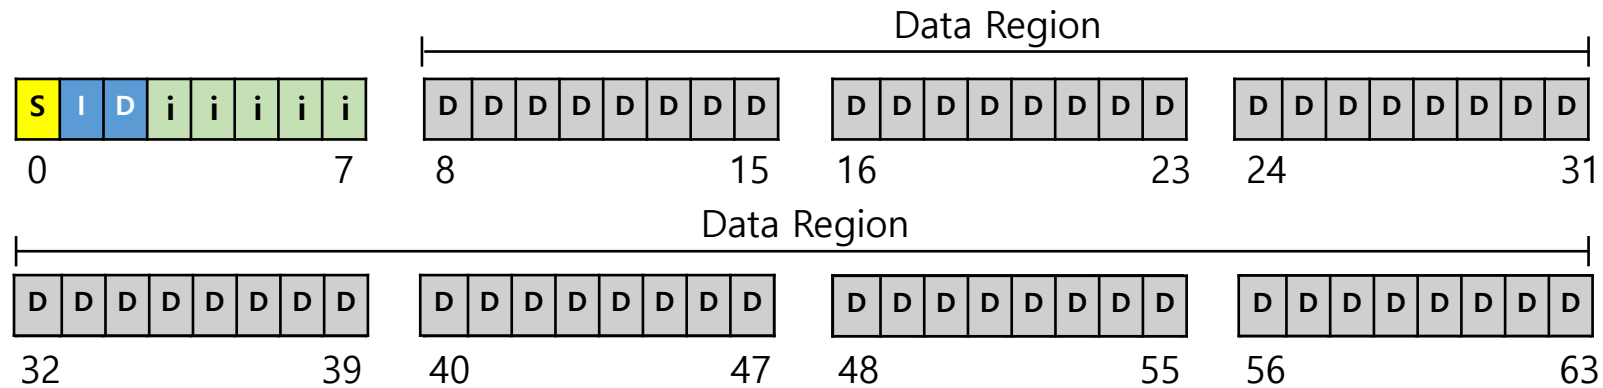 Data Region
S I D i i i i i D D D D D D D D D D D D D D D D D D D D D D D D
0 7 8 15 16 23 24 31
Data Region
D D D D D D D D D D D D D D D D D D D D D D D D D D D D D D D D
32 39 40 47 48 55 56 63